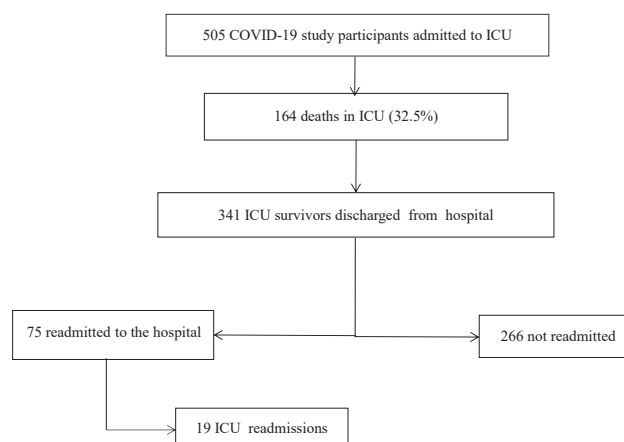 505 COVID-19 study participants admitted to ICU
164 deaths in ICU (32.5%)
341 ICU survivors discharged from hospital
75 readmitted to the hospital
266 not readmitted
19 ICU readmissions